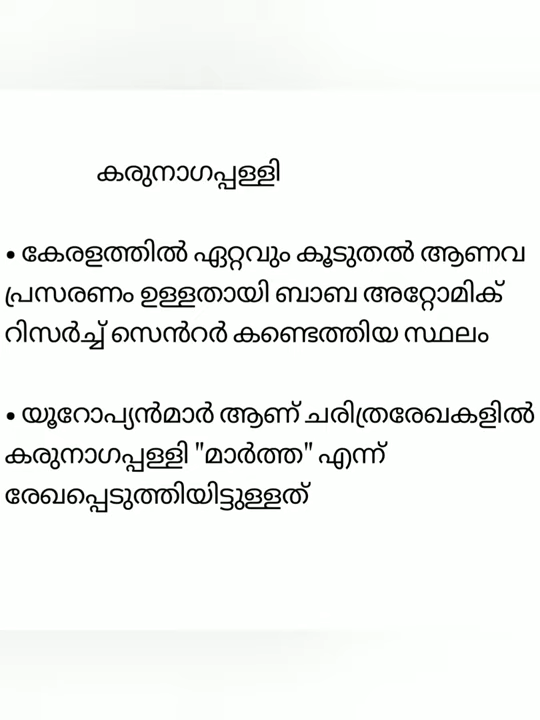 കരുനാഗപ്പള്ളി
• കേരളത്തിൽ ഏറ്റവും കൂടുതൽ ആണവ
പ്രസരണം ഉള്ളതായി ബാബ അറ്റോമിക്
റിസർച്ച് സെൻറർ കണ്ടെത്തിയ സ്ഥലം
• യൂറോപ്യൻമാർ ആണ് ചരിത്രരേഖകളിൽ
കരുനാഗപ്പള്ളി "മാർത്ത" എന്ന്
രേഖപ്പെടുത്തിയിട്ടുള്ളത്